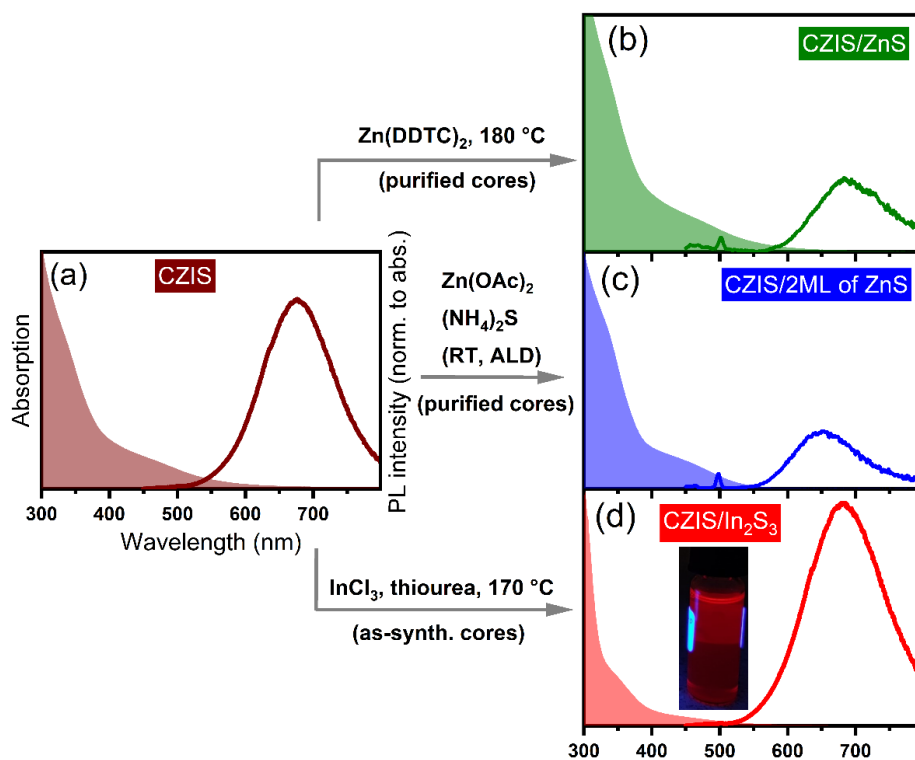 (b)
CZIS/ZnS
Zn(DDTC)₂, 180 °C
(purified cores)
(a)
CZIS
Absorption
PL intensity (norm. to abs.)
300 400 500 600 700
Wavelength (nm)
Zn(OAc)₂
(NH₄)₂S
(RT, ALD)
(purified cores)
(c)
CZIS/2ML of ZnS
InCl₃, thiourea, 170 °C
(as-synth. cores)
(d)
CZIS/In₂S₃
300 400 500 600 700